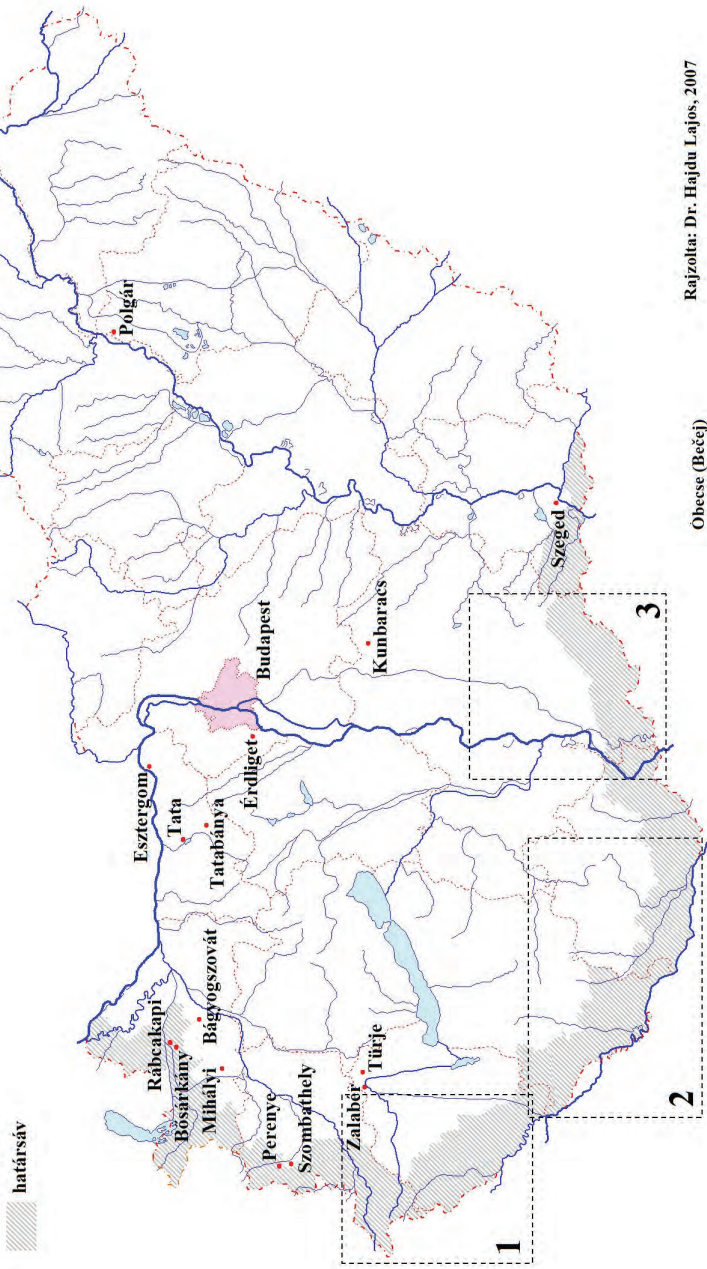 határsáv
Rábcakapi
Bősárkány
Mihályi
Bágyogszovát
Perenye
Szombathely
Zalabér
Türje
Esztergom
Tata
Tatabánya
Érdliget
Budapest
Kunbaracs
Polgár
Szeged
1
2
3
Óbecse (Bečej)
Rajzolta: Dr. Hajdu Lajos, 2007